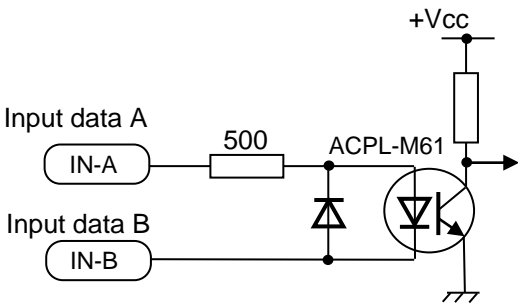 +Vcc
Input data A
500
ACPL-M61
IN-A
Input data B
IN-B